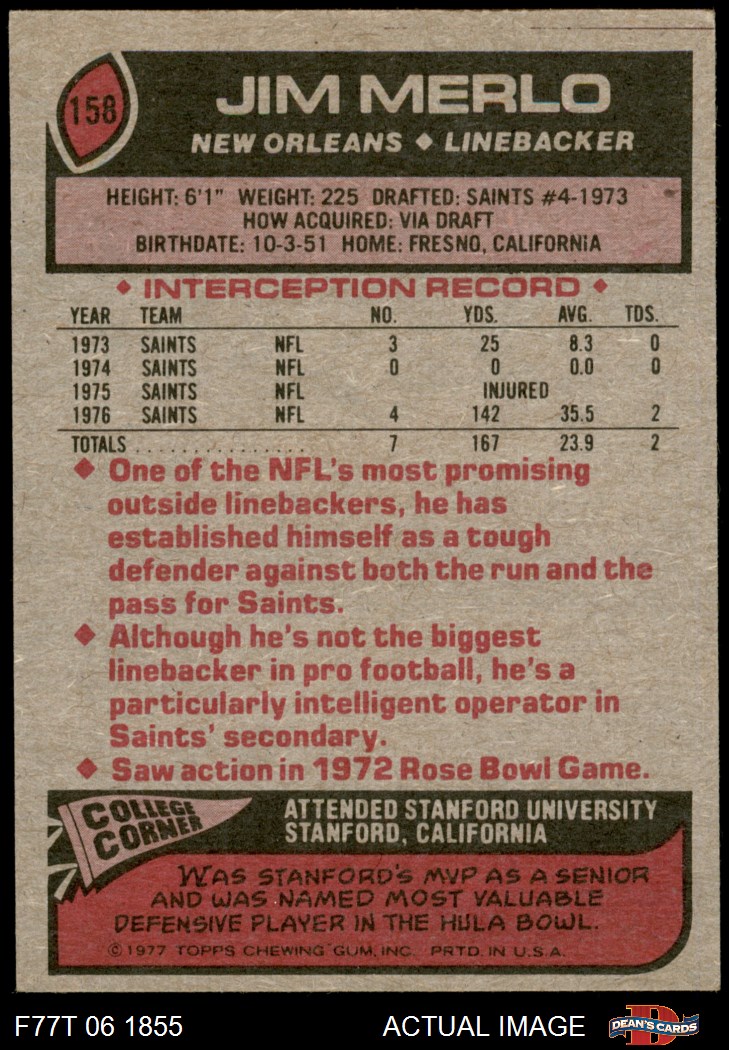 158
JIM MERLO
NEW ORLEANS ◆ LINEBACKER
HEIGHT: 6'1" WEIGHT: 225 DRAFTED: SAINTS #4-1973
HOW ACQUIRED: VIA DRAFT
BIRTHDATE: 10-3-51 HOME: FRESNO, CALIFORNIA
◆ INTERCEPTION RECORD ◆
YEAR TEAM NO. YDS. AVG. TDS.
1973 SAINTS NFL 3 25 8.3 0
1974 SAINTS NFL 0 0 0.0 0
1975 SAINTS NFL INJURED
1976 SAINTS NFL 4 142 35.5 2
TOTALS ................ 7 167 23.9 2
◆ One of the NFL's most promising
outside linebackers, he has
established himself as a tough
defender against both the run and the
pass for Saints.
◆ Although he's not the biggest
linebacker in pro football, he's a
particularly intelligent operator in
Saints' secondary.
◆ Saw action in 1972 Rose Bowl Game.
COLLEGE
CORNER
ATTENDED STANFORD UNIVERSITY
STANFORD, CALIFORNIA
WAS STANFORD'S MVP AS A SENIOR
AND WAS NAMED MOST VALUABLE
DEFENSIVE PLAYER IN THE HULA BOWL.
© 1977 TOPPS CHEWING GUM, INC. PRTD. IN U.S.A.
F77T 06 1855 ACTUAL IMAGE DEAN'S CARDS